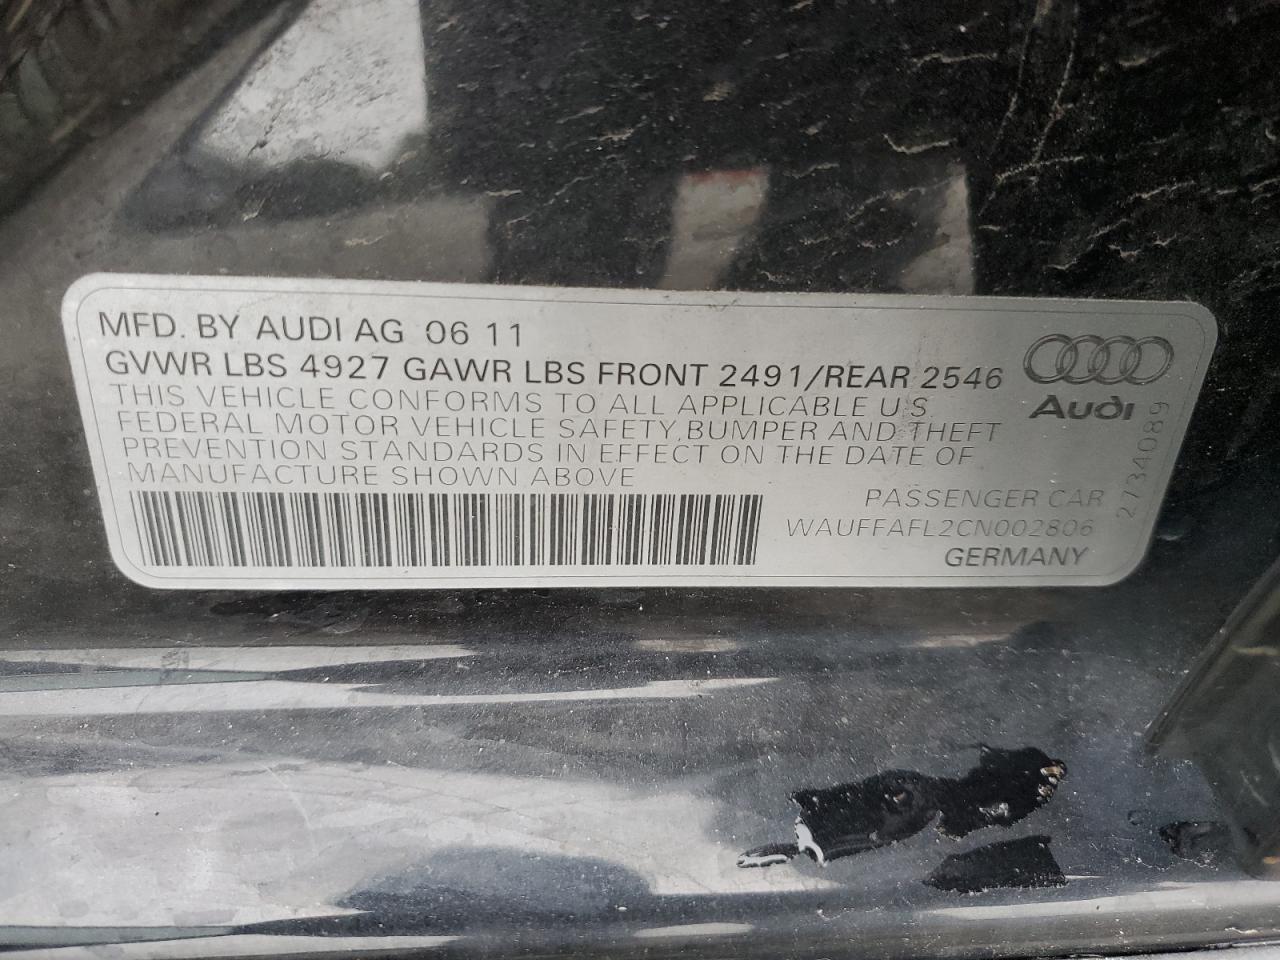 MFD. BY AUDI AG 06 11
GVWR LBS 4927 GAWR LBS FRONT 2491/REAR 2546
THIS VEHICLE CONFORMS TO ALL APPLICABLE U.S.
FEDERAL MOTOR VEHICLE SAFETY, BUMPER AND THEFT
PREVENTION STANDARDS IN EFFECT ON THE DATE OF
MANUFACTURE SHOWN ABOVE
Audi
2734089
PASSENGER CAR
WAUFFAFL2CN002806
GERMANY